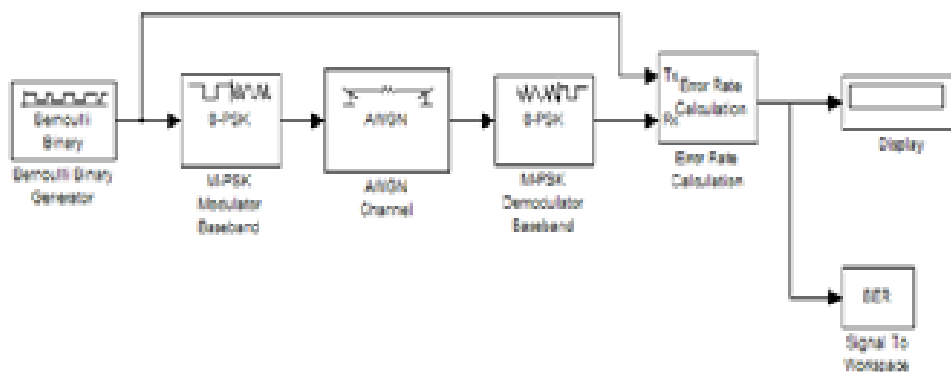 Bernoulli
Binary
Bernoulli Binary
Generator
8-PSK
M-PSK
Modulator
Baseband
AWGN
AWGN
Channel
8-PSK
M-PSK
Demodulator
Baseband
Tx
Error Rate
Calculation
Rx
Error Rate
Calculation
Display
BER
Signal To
Workspace